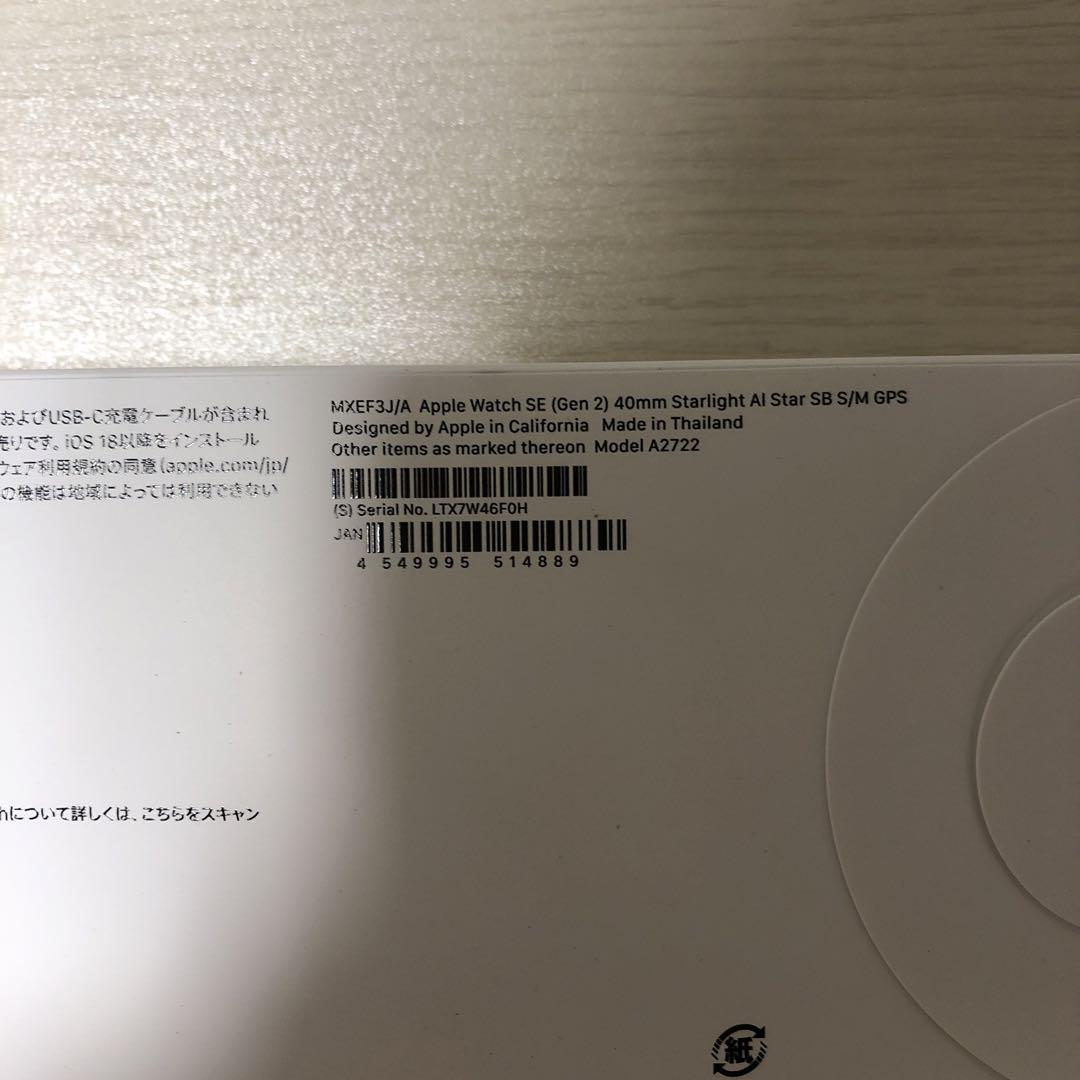 およびUSB-C充電ケーブルが含まれ
売りです。iOS 18以降をインストール
ウェア利用規約の同意(apple.com/jp/
の機能は地域によっては利用できない
MXEF3J/A Apple Watch SE (Gen 2) 40mm Starlight Al Star SB S/M GPS
Designed by Apple in California Made in Thailand
Other items as marked thereon Model A2722
(S) Serial No. LTX7W46F0H
JAN
4 549995 514889
hについて詳しくは、こちらをスキャン
紙